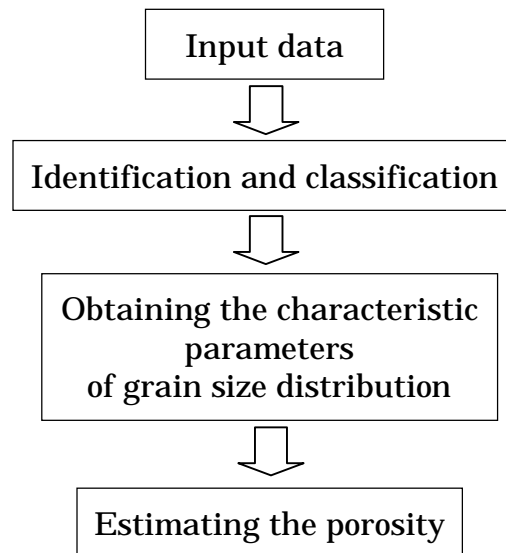 Input data
Identification and classification
Obtaining the characteristic
parameters
of grain size distribution
Estimating the porosity